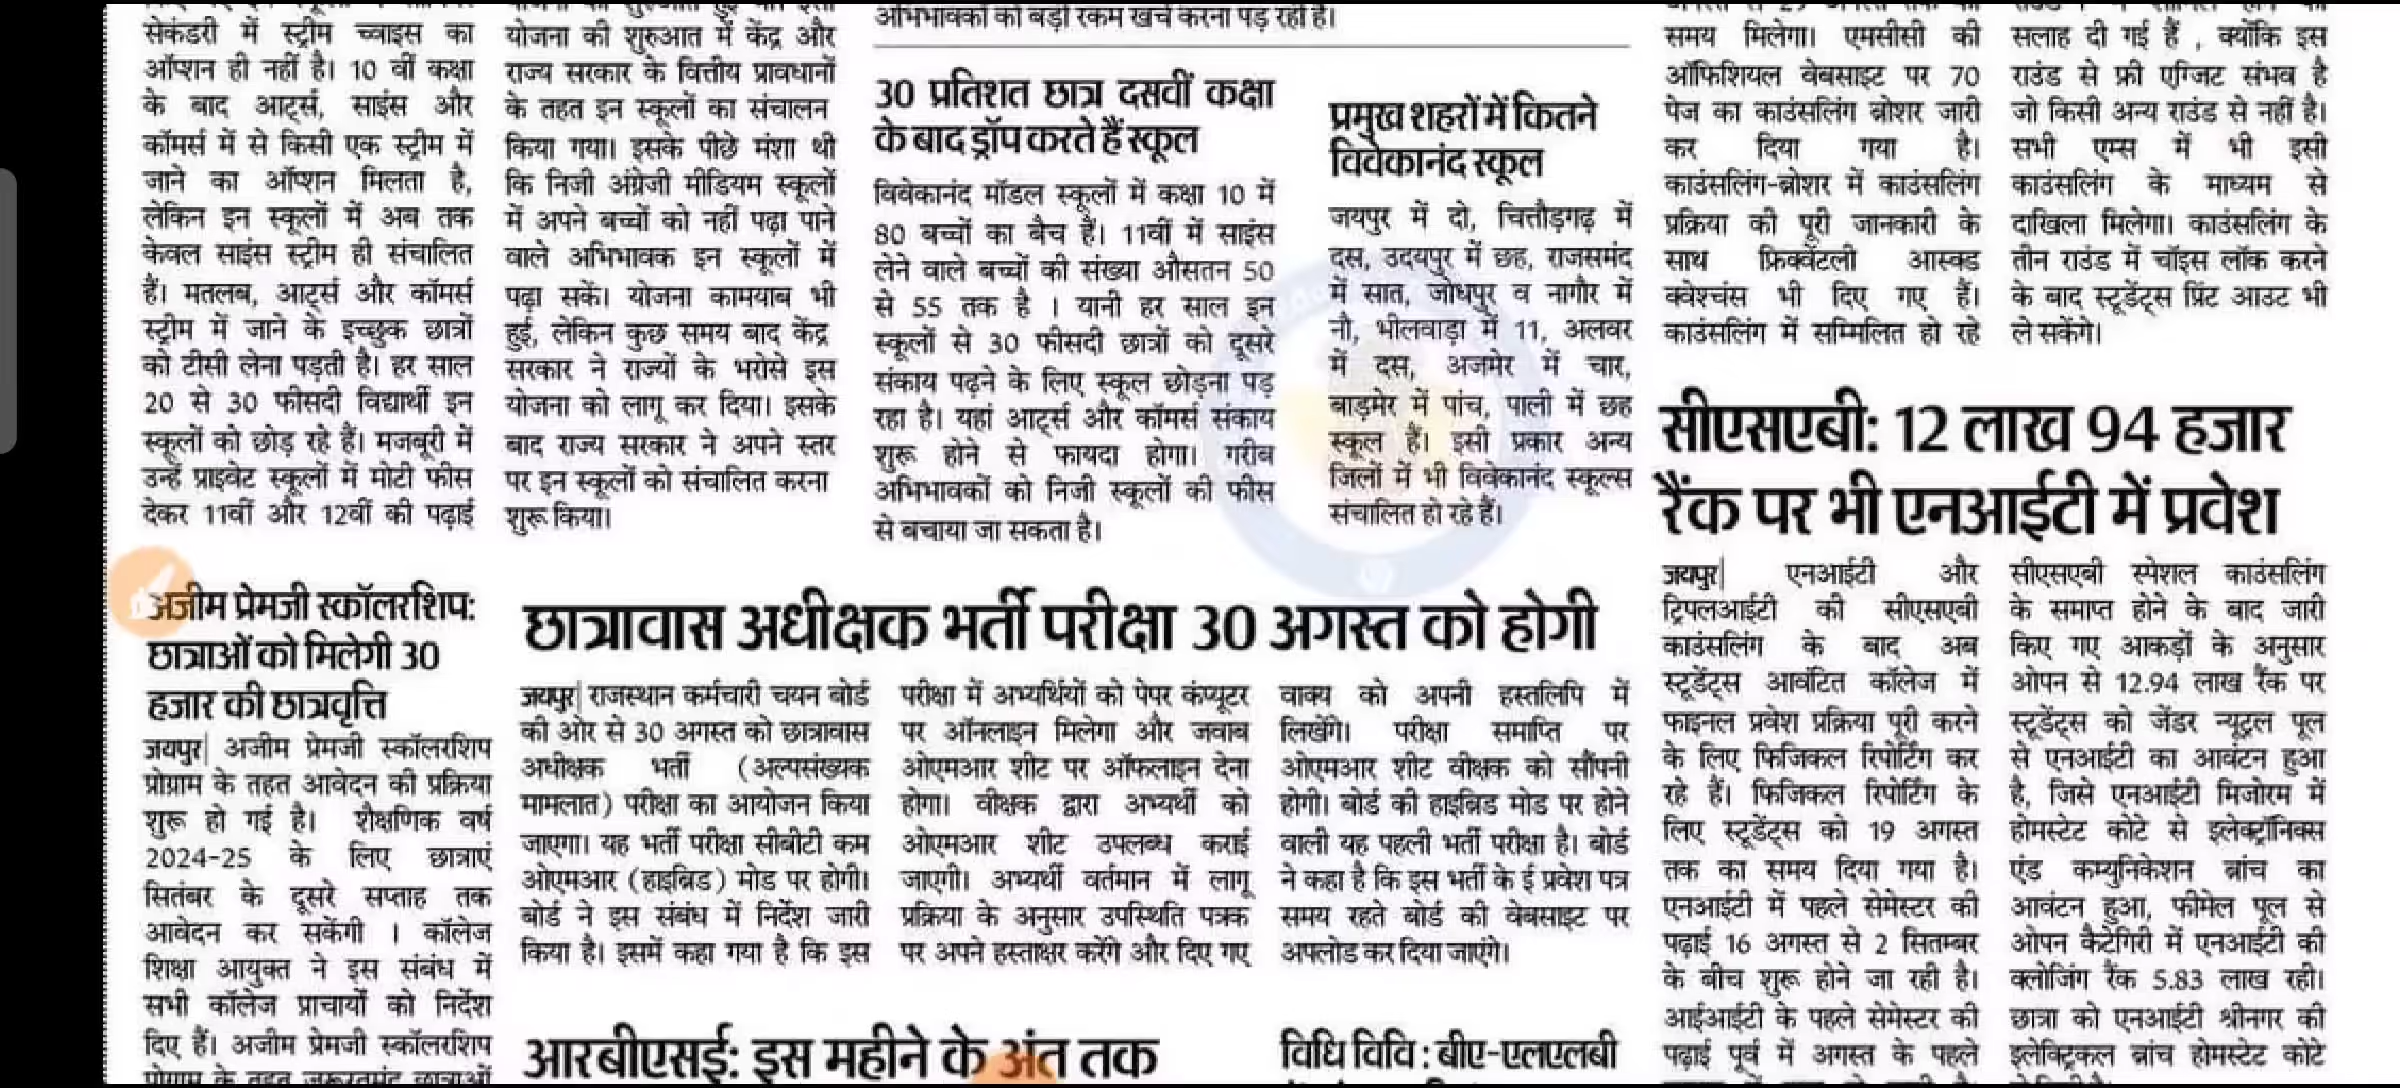 सेकंडरी में स्ट्रीम च्वाइस का
ऑप्शन ही नहीं है। 10 वीं कक्षा
के बाद आर्ट्स, साइंस और
कॉमर्स में से किसी एक स्ट्रीम में
जाने का ऑप्शन मिलता है,
लेकिन इन स्कूलों में अब तक
केवल साइंस स्ट्रीम ही संचालित
हैं। मतलब, आर्ट्स और कॉमर्स
स्ट्रीम में जाने के इच्छुक छात्रों
को टीसी लेना पड़ती है। हर साल
20 से 30 फीसदी विद्यार्थी इन
स्कूलों को छोड़ रहे हैं। मजबूरी में
उन्हें प्राइवेट स्कूलों में मोटी फीस
देकर 11वीं और 12वीं की पढ़ाई
योजना की शुरुआत में केंद्र और
राज्य सरकार के वित्तीय प्रावधानों
के तहत इन स्कूलों का संचालन
किया गया। इसके पीछे मंशा थी
कि निजी अंग्रेजी मीडियम स्कूलों
में अपने बच्चों को नहीं पढ़ा पाने
वाले अभिभावक इन स्कूलों में
पढ़ा सकें। योजना कामयाब भी
हुई, लेकिन कुछ समय बाद केंद्र
सरकार ने राज्यों के भरोसे इस
योजना को लागू कर दिया। इसके
बाद राज्य सरकार ने अपने स्तर
पर इन स्कूलों को संचालित करना
शुरू किया।
अभिभावकों को बड़ी रकम खर्च करना पड़ रही है।
30 प्रतिशत छात्र दसवीं कक्षा
के बाद ड्रॉप करते हैं स्कूल
विवेकानंद मॉडल स्कूलों में कक्षा 10 में
80 बच्चों का बैच हैं। 11वीं में साइंस
लेने वाले बच्चों की संख्या औसतन 50
से 55 तक है । यानी हर साल इन
स्कूलों से 30 फीसदी छात्रों को दूसरे
संकाय पढ़ने के लिए स्कूल छोड़ना पड़
रहा है। यहां आर्ट्स और कॉमर्स संकाय
शुरू होने से फायदा होगा। गरीब
अभिभावकों को निजी स्कूलों की फीस
से बचाया जा सकता है।
प्रमुख शहरों में कितने
विवेकानंद स्कूल
जयपुर में दो, चित्तौड़गढ़ में
दस, उदयपुर में छह, राजसमंद
में सात, जोधपुर व नागौर में
नौ, भीलवाड़ा में 11, अलवर
में दस, अजमेर में चार,
बाड़मेर में पांच, पाली में छह
स्कूल हैं। इसी प्रकार अन्य
जिलों में भी विवेकानंद स्कूल्स
संचालित हो रहे हैं।
समय मिलेगा। एमसीसी की
ऑफिशियल वेबसाइट पर 70
पेज का काउंसलिंग ब्रोशर जारी
कर दिया गया है।
काउंसलिंग-ब्रोशर में काउंसलिंग
प्रक्रिया की पूरी जानकारी के
साथ फ्रिक्वेंटली आस्क्ड
क्वेश्चंस भी दिए गए हैं।
काउंसलिंग में सम्मिलित हो रहे
सलाह दी गई हैं , क्योंकि इस
राउंड से फ्री एग्जिट संभव है
जो किसी अन्य राउंड से नहीं है।
सभी एम्स में भी इसी
काउंसलिंग के माध्यम से
दाखिला मिलेगा। काउंसलिंग के
तीन राउंड में चॉइस लॉक करने
के बाद स्टूडेंट्स प्रिंट आउट भी
ले सकेंगे।
सीएसएबी: 12 लाख 94 हजार
रैंक पर भी एनआईटी में प्रवेश
जयपुर| एनआईटी और
ट्रिपलआईटी की सीएसएबी
काउंसलिंग के बाद अब
स्टूडेंट्स आवंटित कॉलेज में
फाइनल प्रवेश प्रक्रिया पूरी करने
के लिए फिजिकल रिपोर्टिंग कर
रहे हैं। फिजिकल रिपोर्टिंग के
लिए स्टूडेंट्स को 19 अगस्त
तक का समय दिया गया है।
एनआईटी में पहले सेमेस्टर की
पढ़ाई 16 अगस्त से 2 सितम्बर
के बीच शुरू होने जा रही है।
आईआईटी के पहले सेमेस्टर की
पढ़ाई पूर्व में अगस्त के पहले
सीएसएबी स्पेशल काउंसलिंग
के समाप्त होने के बाद जारी
किए गए आकड़ों के अनुसार
ओपन से 12.94 लाख रैंक पर
स्टूडेंट्स को जेंडर न्यूट्रल पूल
से एनआईटी का आवंटन हुआ
है, जिसे एनआईटी मिजोरम में
होमस्टेट कोटे से इलेक्ट्रॉनिक्स
एंड कम्युनिकेशन ब्रांच का
आवंटन हुआ, फीमेल पूल से
ओपन कैटेगिरी में एनआईटी की
क्लोजिंग रैंक 5.83 लाख रही।
छात्रा को एनआईटी श्रीनगर की
इलेक्ट्रिकल ब्रांच होमस्टेट कोटे
अजीम प्रेमजी स्कॉलरशिप:
छात्राओं को मिलेगी 30
हजार की छात्रवृत्ति
जयपुर| अजीम प्रेमजी स्कॉलरशिप
प्रोग्राम के तहत आवेदन की प्रक्रिया
शुरू हो गई है। शैक्षणिक वर्ष
2024-25 के लिए छात्राएं
सितंबर के दूसरे सप्ताह तक
आवेदन कर सकेंगी । कॉलेज
शिक्षा आयुक्त ने इस संबंध में
सभी कॉलेज प्राचार्यों को निर्देश
दिए हैं। अजीम प्रेमजी स्कॉलरशिप
प्रोग्राम के तहत जरूरतमंद छात्राओं
छात्रावास अधीक्षक भर्ती परीक्षा 30 अगस्त को होगी
जयपुर| राजस्थान कर्मचारी चयन बोर्ड
की ओर से 30 अगस्त को छात्रावास
अधीक्षक भर्ती (अल्पसंख्यक
मामलात) परीक्षा का आयोजन किया
जाएगा। यह भर्ती परीक्षा सीबीटी कम
ओएमआर (हाइब्रिड) मोड पर होगी।
बोर्ड ने इस संबंध में निर्देश जारी
किया है। इसमें कहा गया है कि इस
परीक्षा में अभ्यर्थियों को पेपर कंप्यूटर
पर ऑनलाइन मिलेगा और जवाब
ओएमआर शीट पर ऑफलाइन देना
होगा। वीक्षक द्वारा अभ्यर्थी को
ओएमआर शीट उपलब्ध कराई
जाएगी। अभ्यर्थी वर्तमान में लागू
प्रक्रिया के अनुसार उपस्थिति पत्रक
पर अपने हस्ताक्षर करेंगे और दिए गए
वाक्य को अपनी हस्तलिपि में
लिखेंगे। परीक्षा समाप्ति पर
ओएमआर शीट वीक्षक को सौंपनी
होगी। बोर्ड की हाइब्रिड मोड पर होने
वाली यह पहली भर्ती परीक्षा है। बोर्ड
ने कहा है कि इस भर्ती के ई प्रवेश पत्र
समय रहते बोर्ड की वेबसाइट पर
अपलोड कर दिया जाएंगे।
आरबीएसई: इस महीने के अंत तक
विधि विवि : बीए-एलएलबी